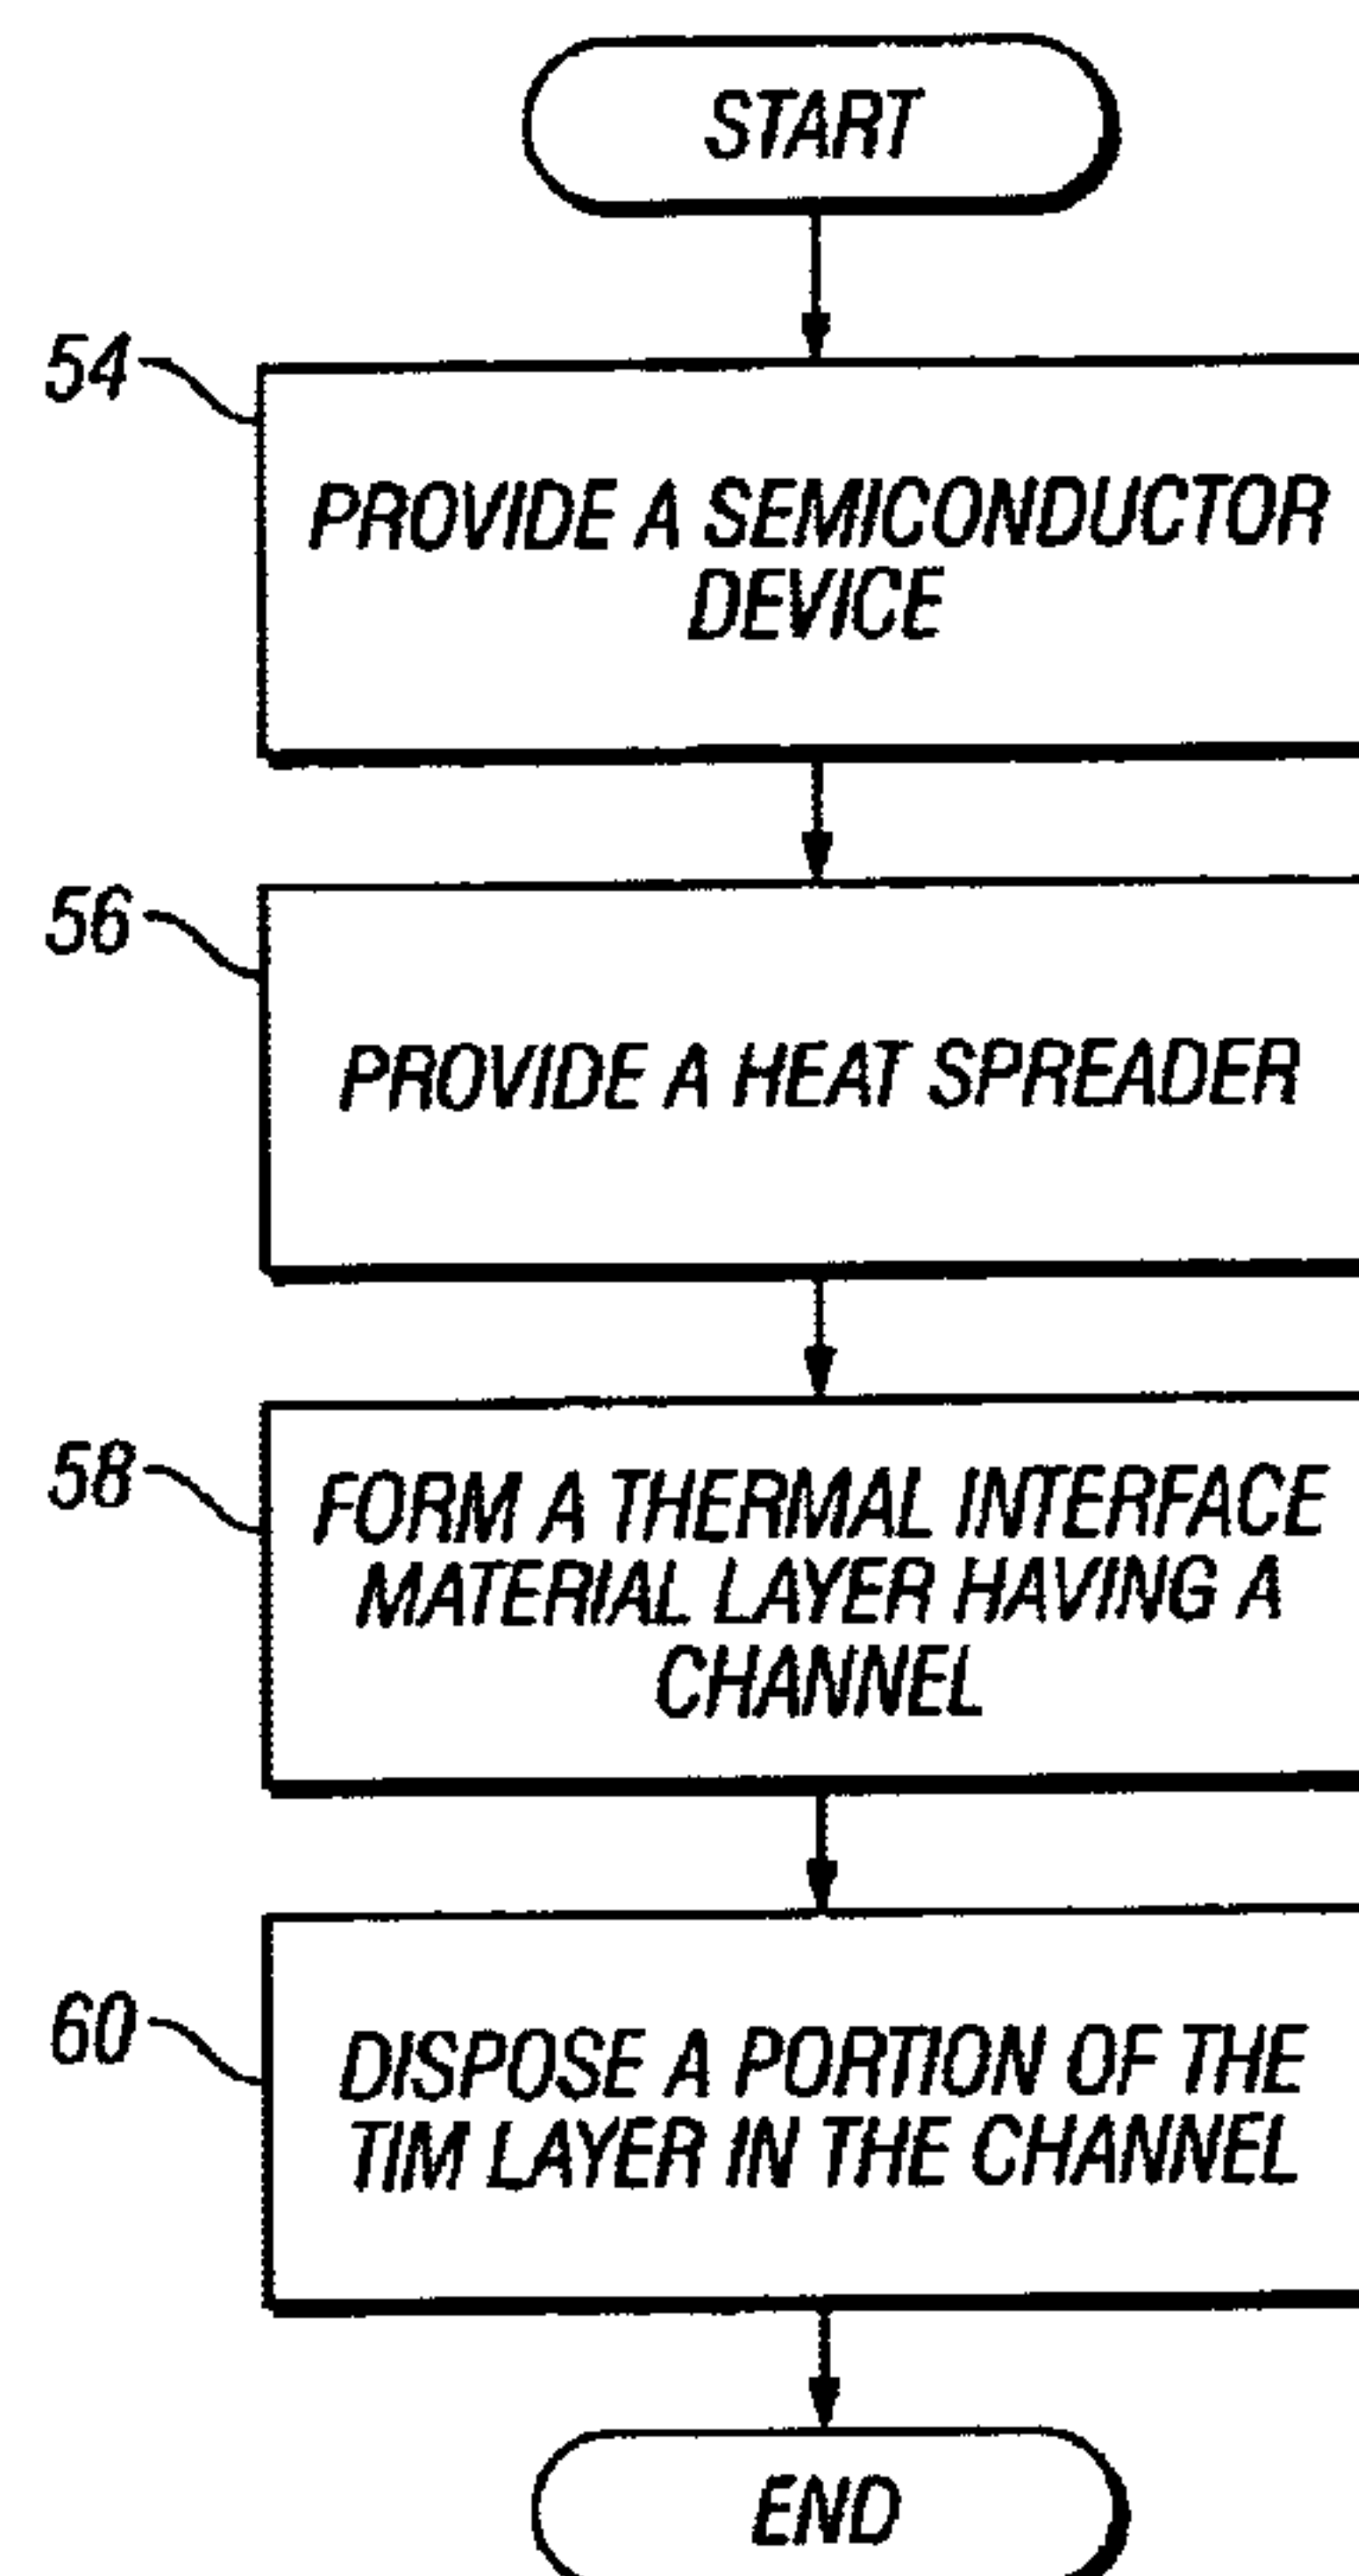 START
54
PROVIDE A SEMICONDUCTOR
DEVICE
56
PROVIDE A HEAT SPREADER
58
FORM A THERMAL INTERFACE
MATERIAL LAYER HAVING A
CHANNEL
60
DISPOSE A PORTION OF THE
TIM LAYER IN THE CHANNEL
END